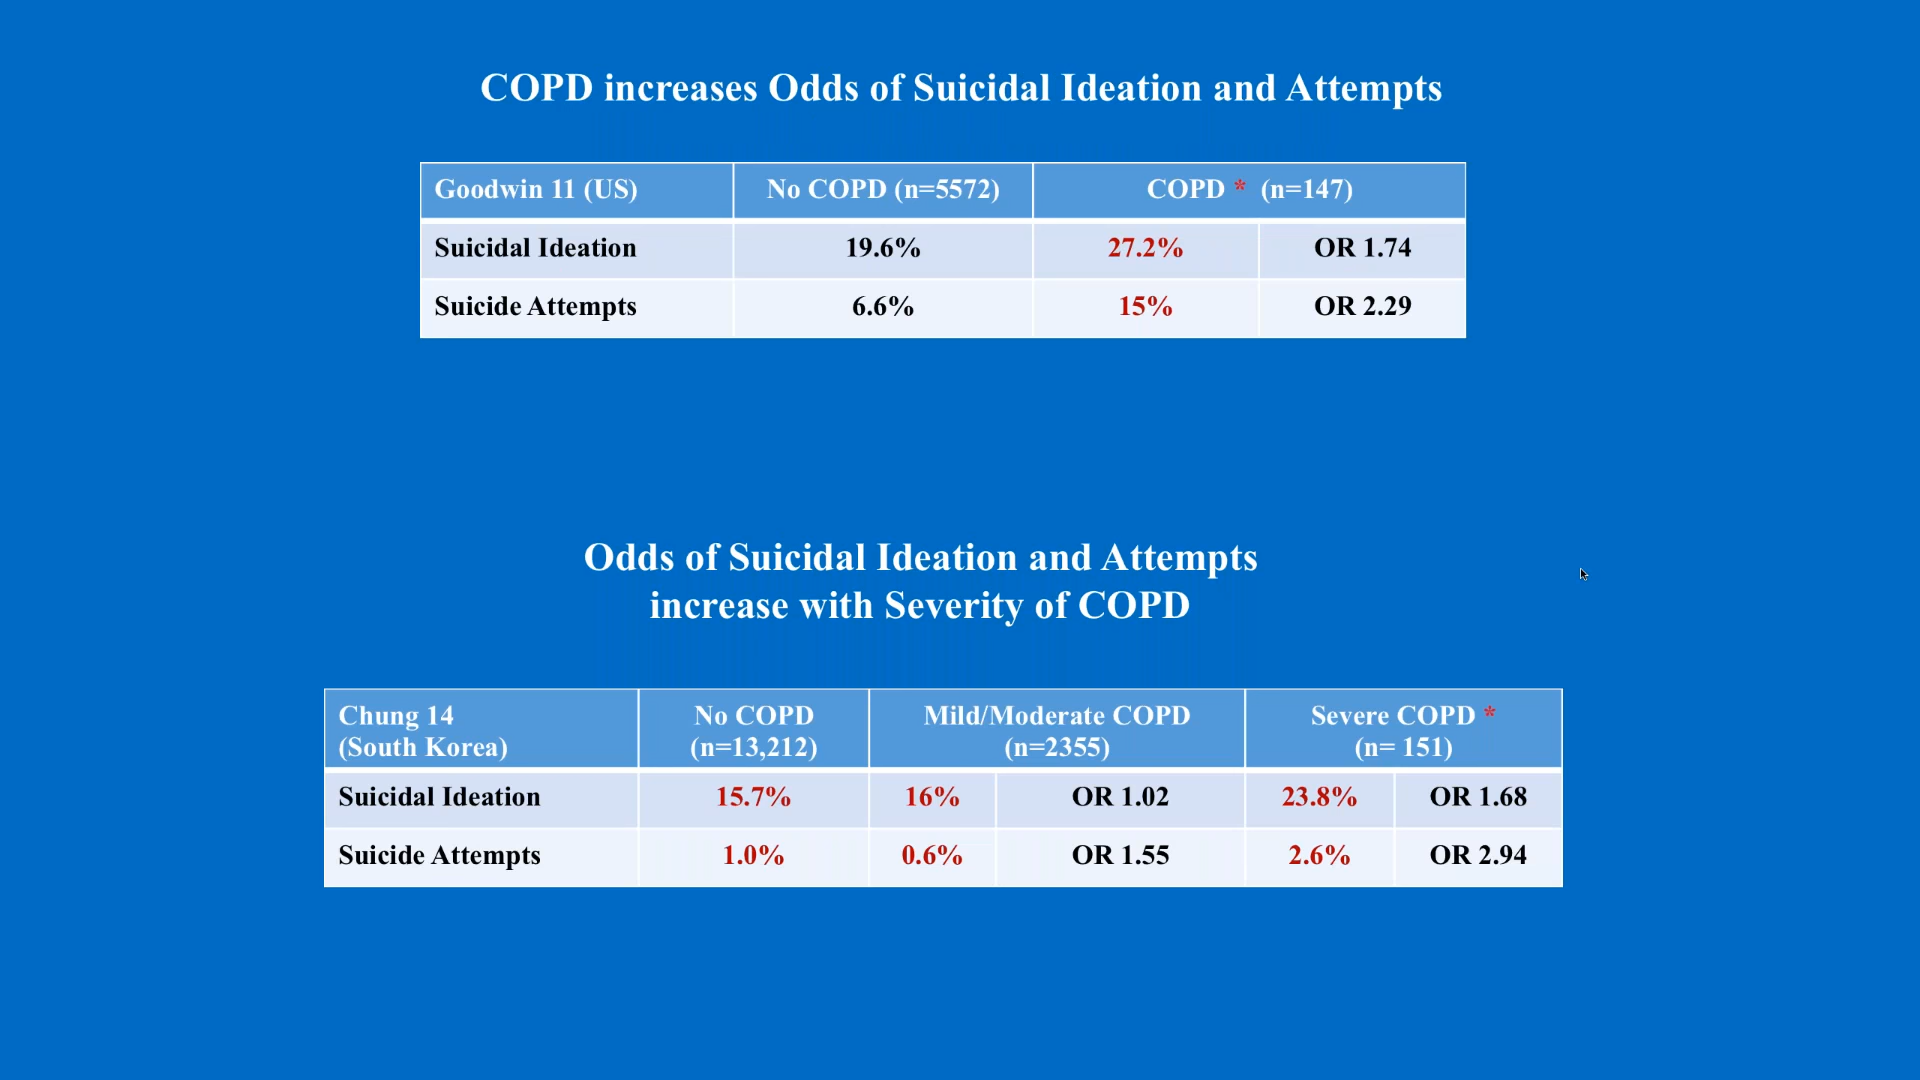 COPD increases Odds of Suicidal Ideation and Attempts
Goodwin 11 (US) No COPD (n=5572) COPD * (n=147)
Suicidal Ideation 19.6% 27.2% OR 1.74
Suicide Attempts 6.6% 15% OR 2.29
Odds of Suicidal Ideation and Attempts
increase with Severity of COPD
Chung 14 No COPD Mild/Moderate COPD Severe COPD *
(South Korea) (n=13,212) (n=2355) (n= 151)
Suicidal Ideation 15.7% 16% OR 1.02 23.8% OR 1.68
Suicide Attempts 1.0% 0.6% OR 1.55 2.6% OR 2.94